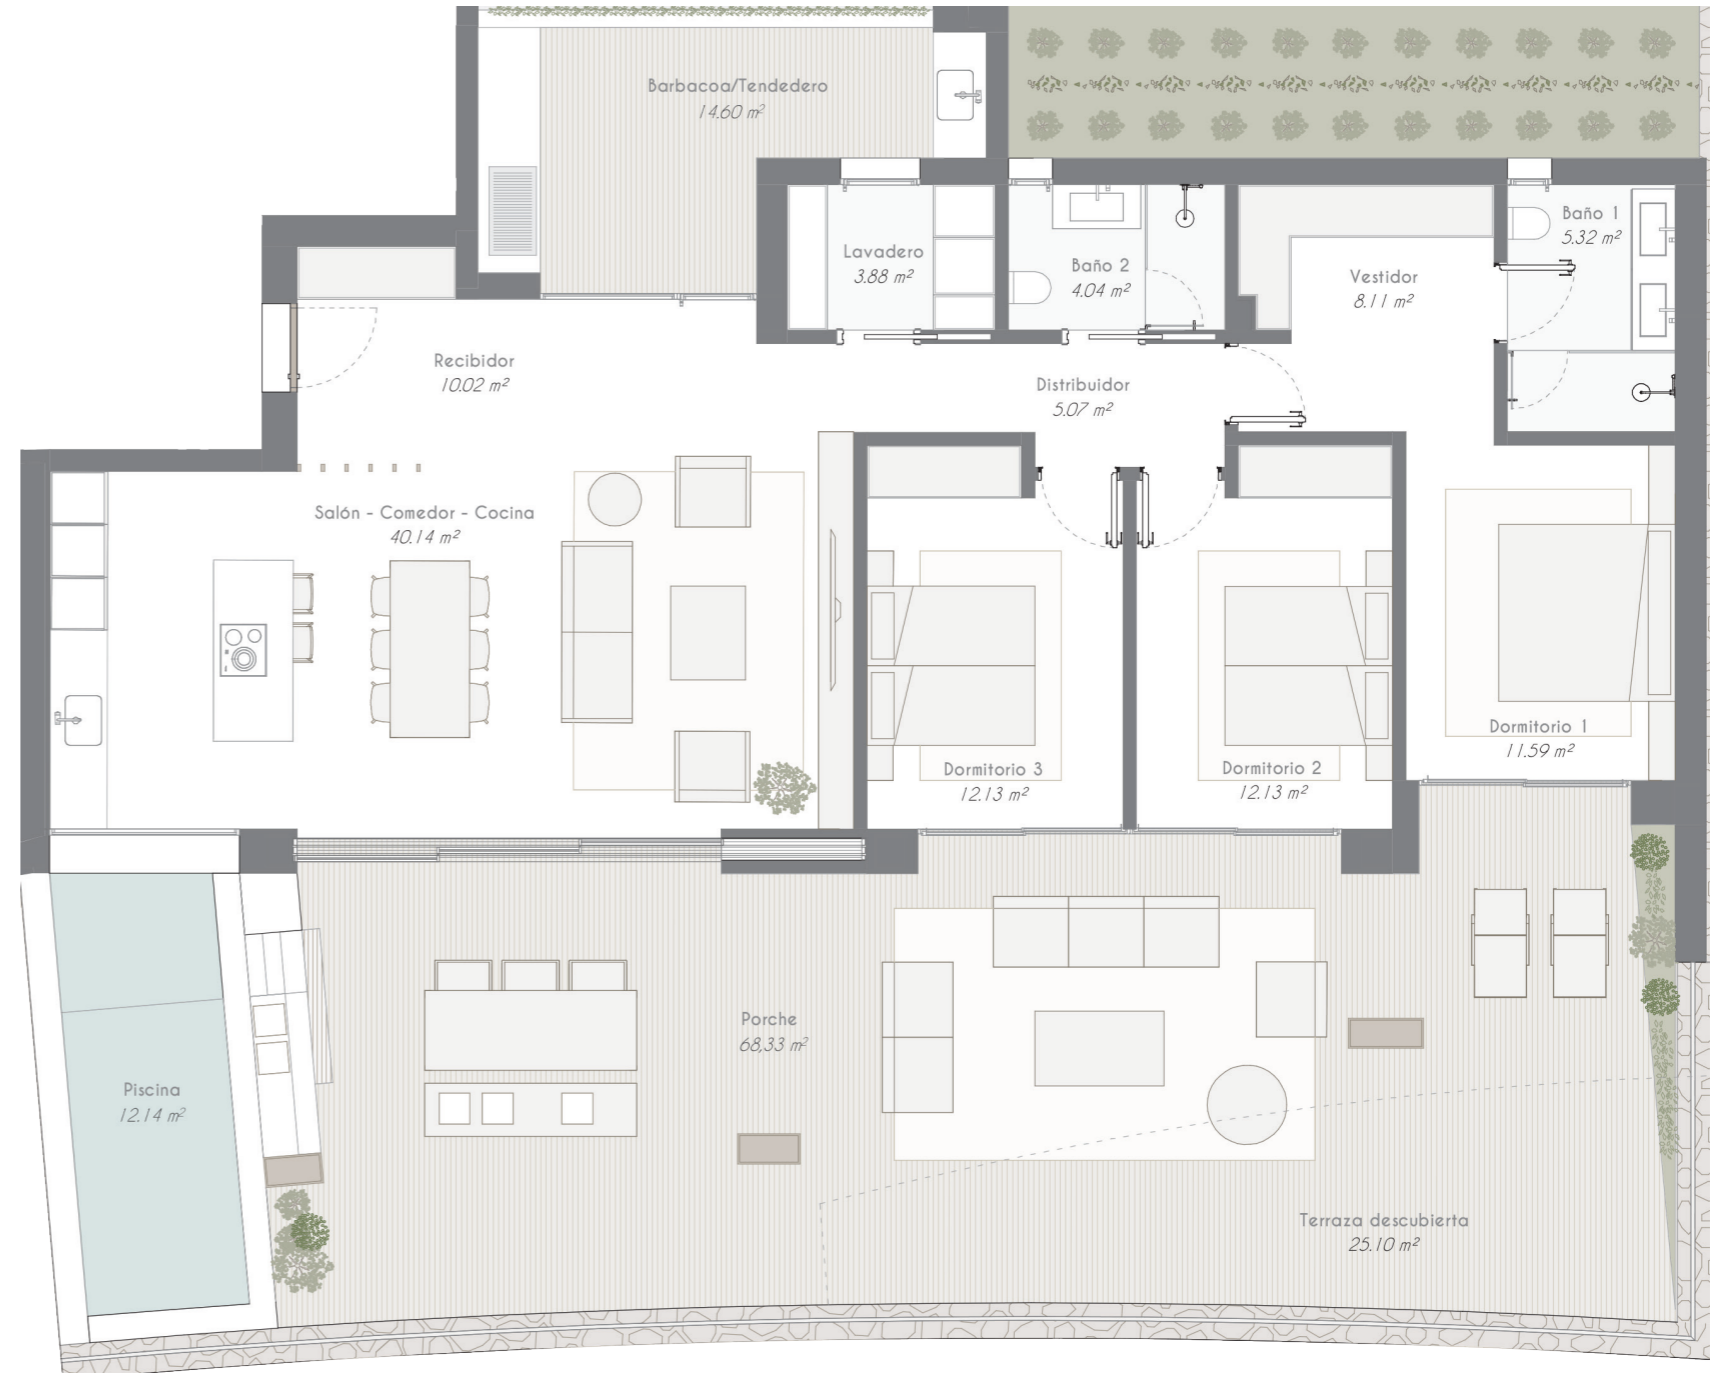 Barbacoa/Tendedero
14.60 m²
Baño 1
5.32 m²
Lavadero
3.88 m²
Baño 2
4.04 m²
Vestidor
8.11 m²
Recibidor
10.02 m²
Distribuidor
5.07 m²
Salón - Comedor - Cocina
40.14 m²
Dormitorio 1
11.59 m²
Dormitorio 3
12.13 m²
Dormitorio 2
12.13 m²
Porche
68,33 m²
Piscina
12.14 m²
Terraza descubierta
25.10 m²